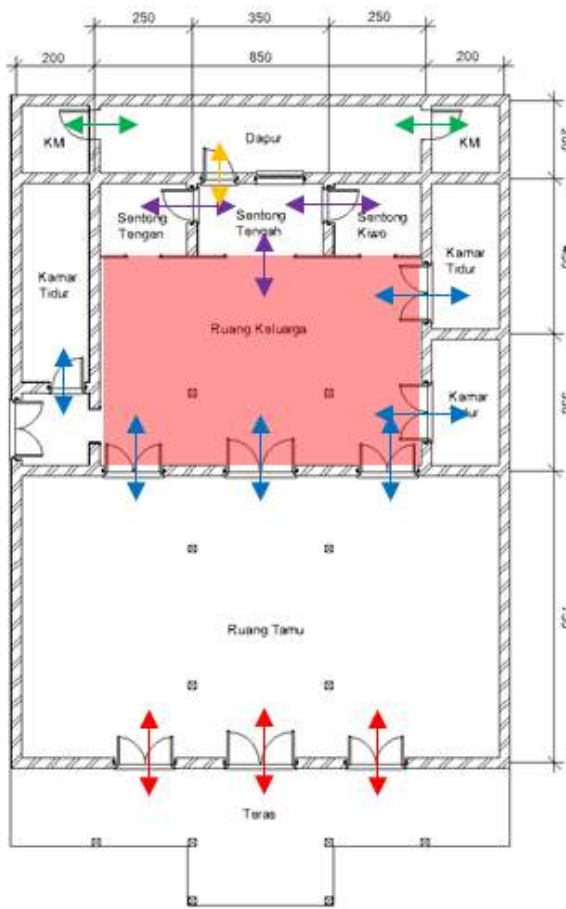 250 350 250
200 850 200
KM
Dapur
KM
Sentong
Tengen
Sentong
Tengah
Sentong
Kiwo
Kamar
Tidur
Kamar
Tidur
Ruang Keluarga
Kamar
Tidur
Ruang Tamu
Teras